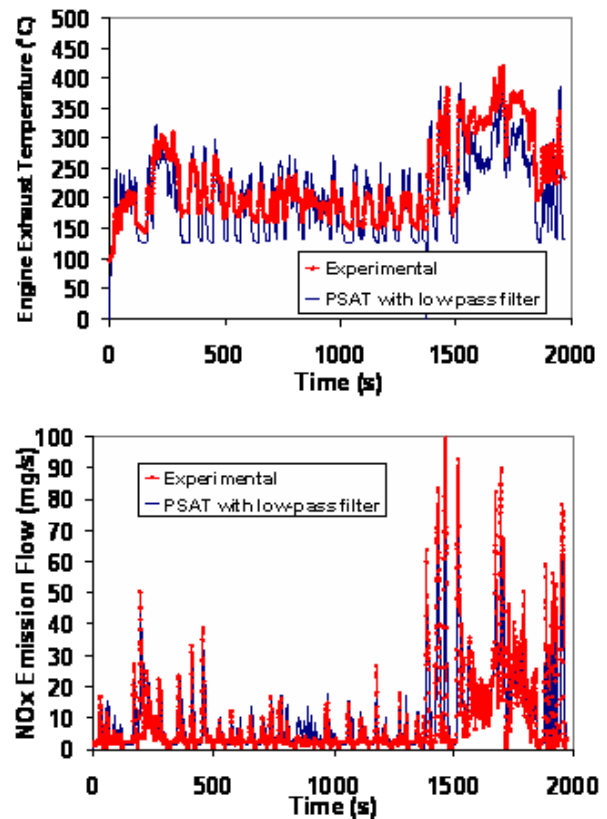 Engine Exhaust Temperature (°C)
500
450
400
350
300
250
200
150
100
50
0
Experimental
PSAT with low-pass filter
0 500 1000 1500 2000
Time (s)
NOx Emission Flow (mg/s)
100
90
80
70
60
50
40
30
20
10
0
Experimental
PSAT with low-pass filter
0 500 1000 1500 2000
Time (s)